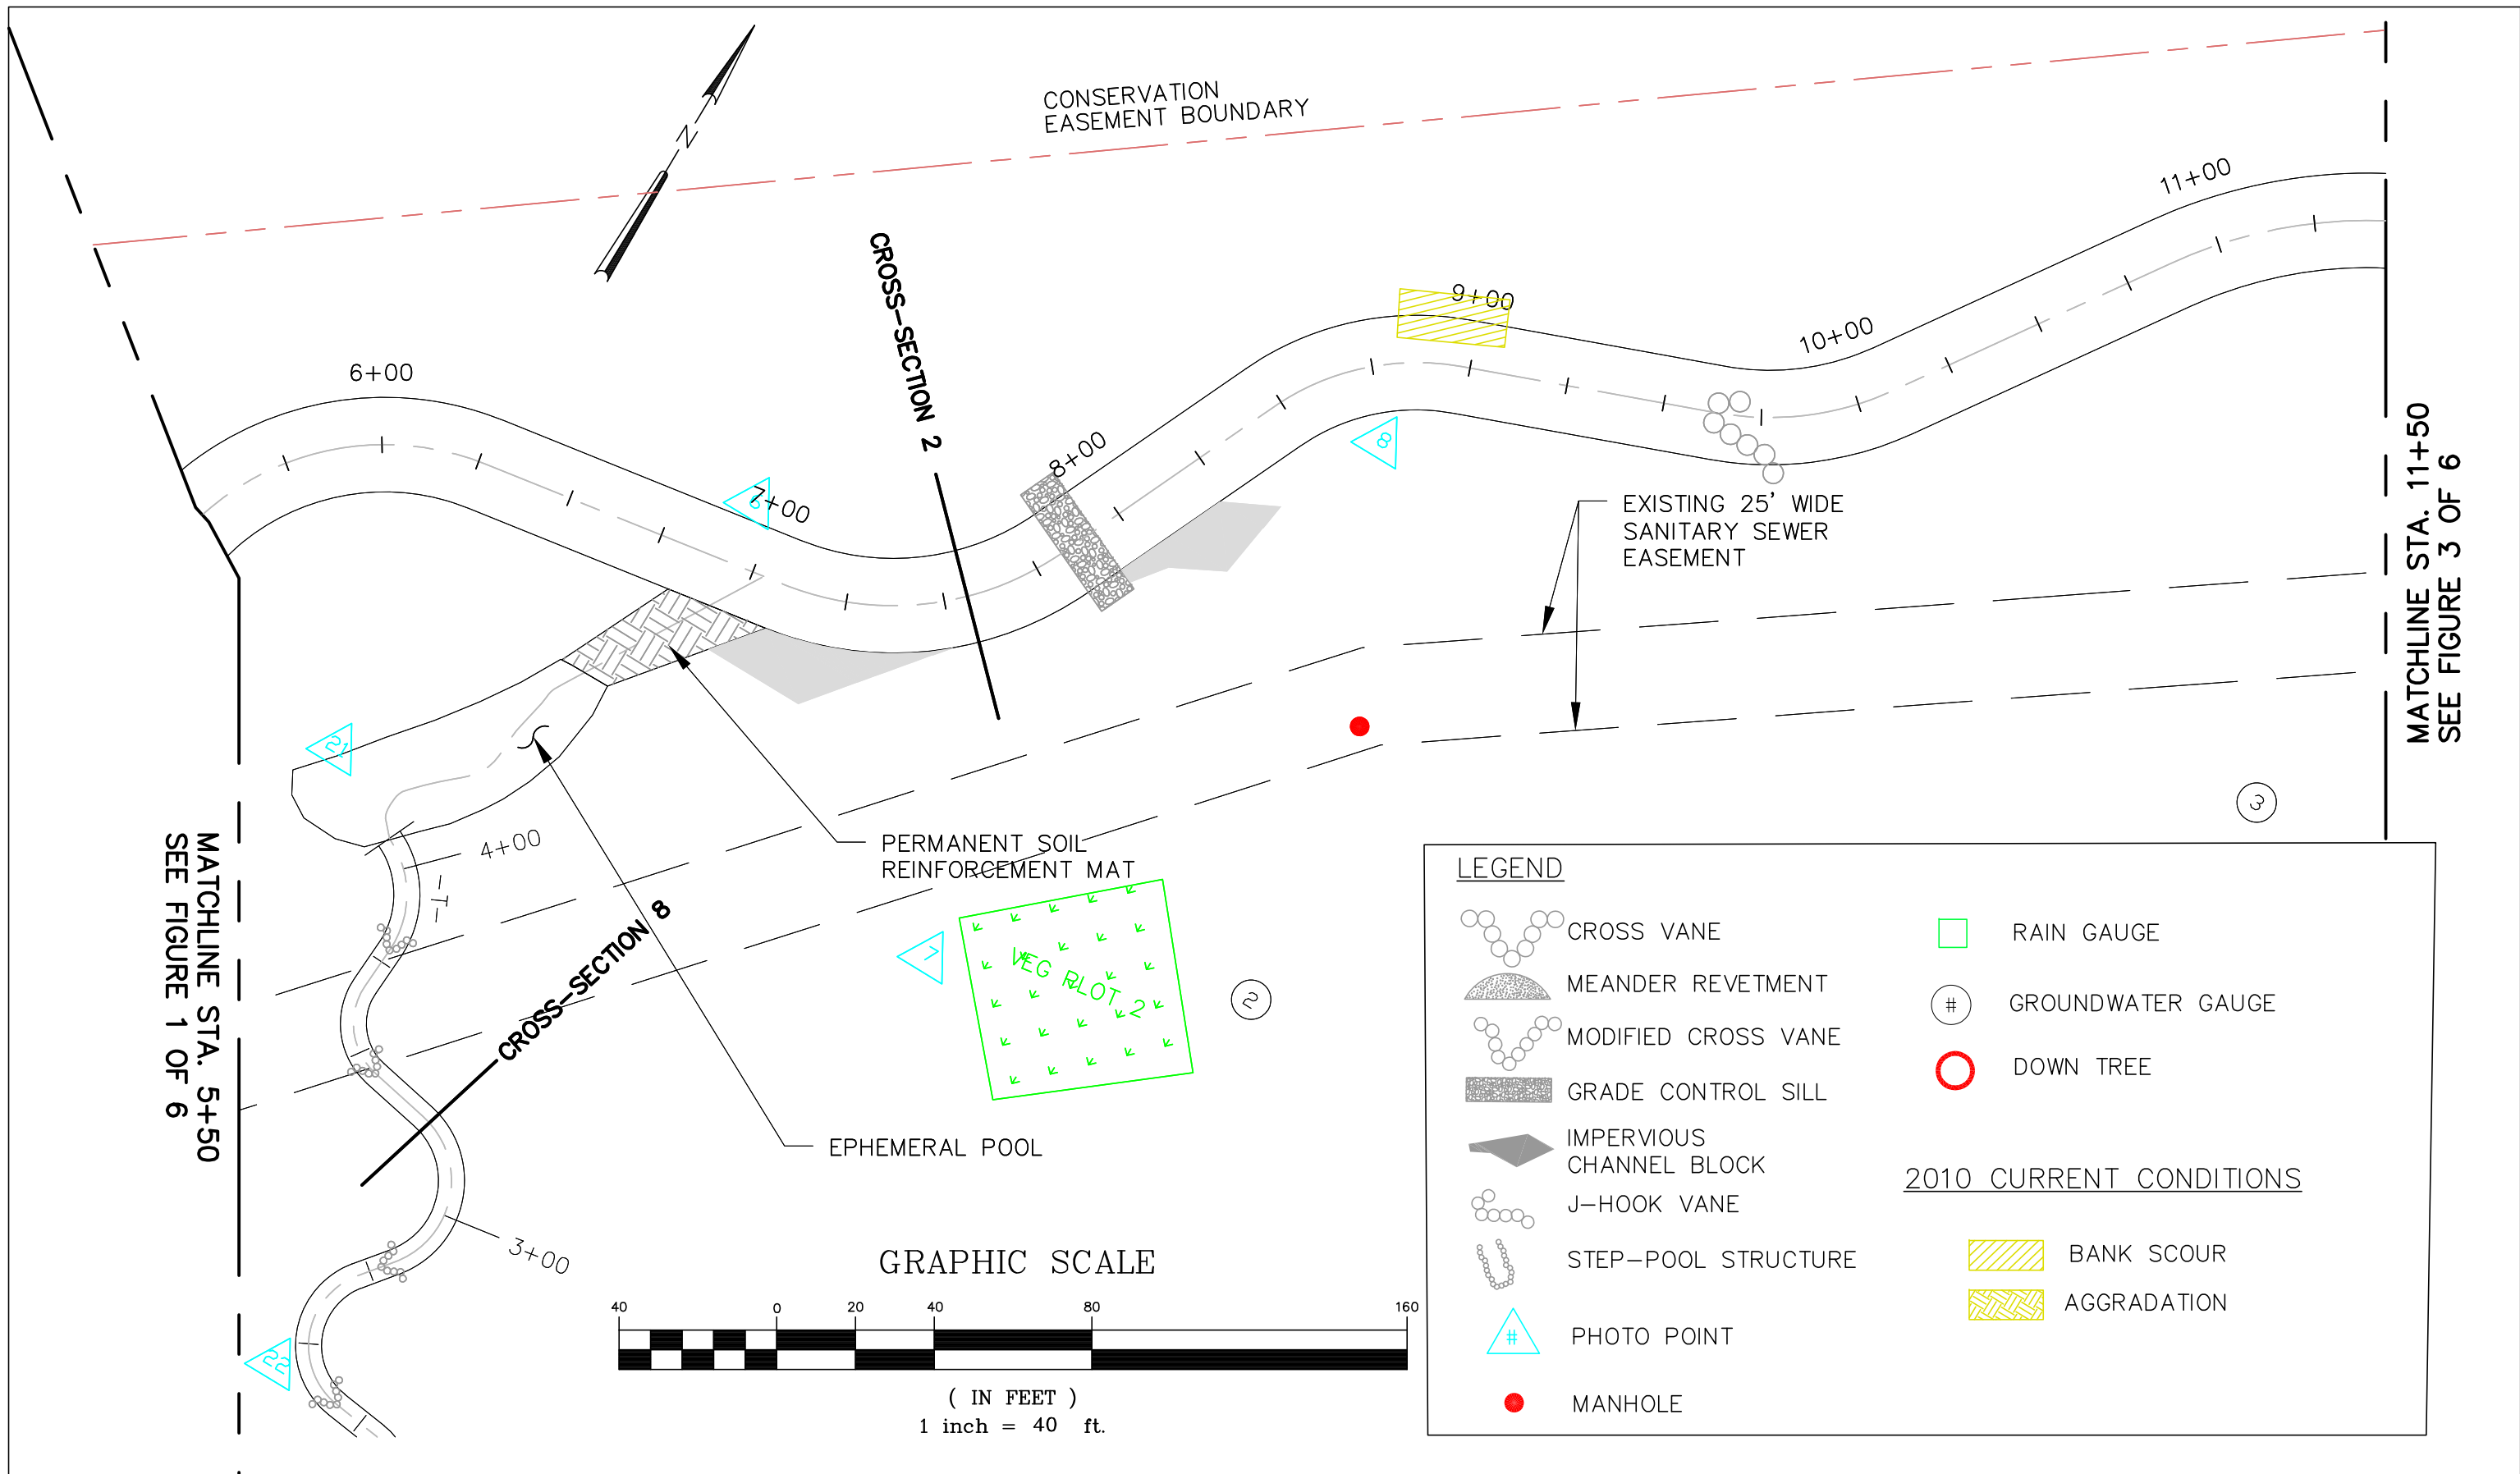 CONSERVATION
EASEMENT BOUNDARY
N
11+00
CROSS-SECTION 2
9+00
10+00
6+00
8+00
7+00
6
8
EXISTING 25' WIDE
SANITARY SEWER
EASEMENT
MATCHLINE STA. 11+50
SEE FIGURE 3 OF 6
21
3
4+00
PERMANENT SOIL
REINFORCEMENT MAT
MATCHLINE STA. 5+50
SEE FIGURE 1 OF 6
CROSS-SECTION 8
7
VEG PLOT 2
2
EPHEMERAL POOL
3+00
22
GRAPHIC SCALE
40 0 20 40 80 160
( IN FEET )
1 inch = 40 ft.
LEGEND
CROSS VANE
MEANDER REVETMENT
MODIFIED CROSS VANE
GRADE CONTROL SILL
IMPERVIOUS
CHANNEL BLOCK
J-HOOK VANE
STEP-POOL STRUCTURE
# PHOTO POINT
MANHOLE
RAIN GAUGE
# GROUNDWATER GAUGE
DOWN TREE
2010 CURRENT CONDITIONS
BANK SCOUR
AGGRADATION